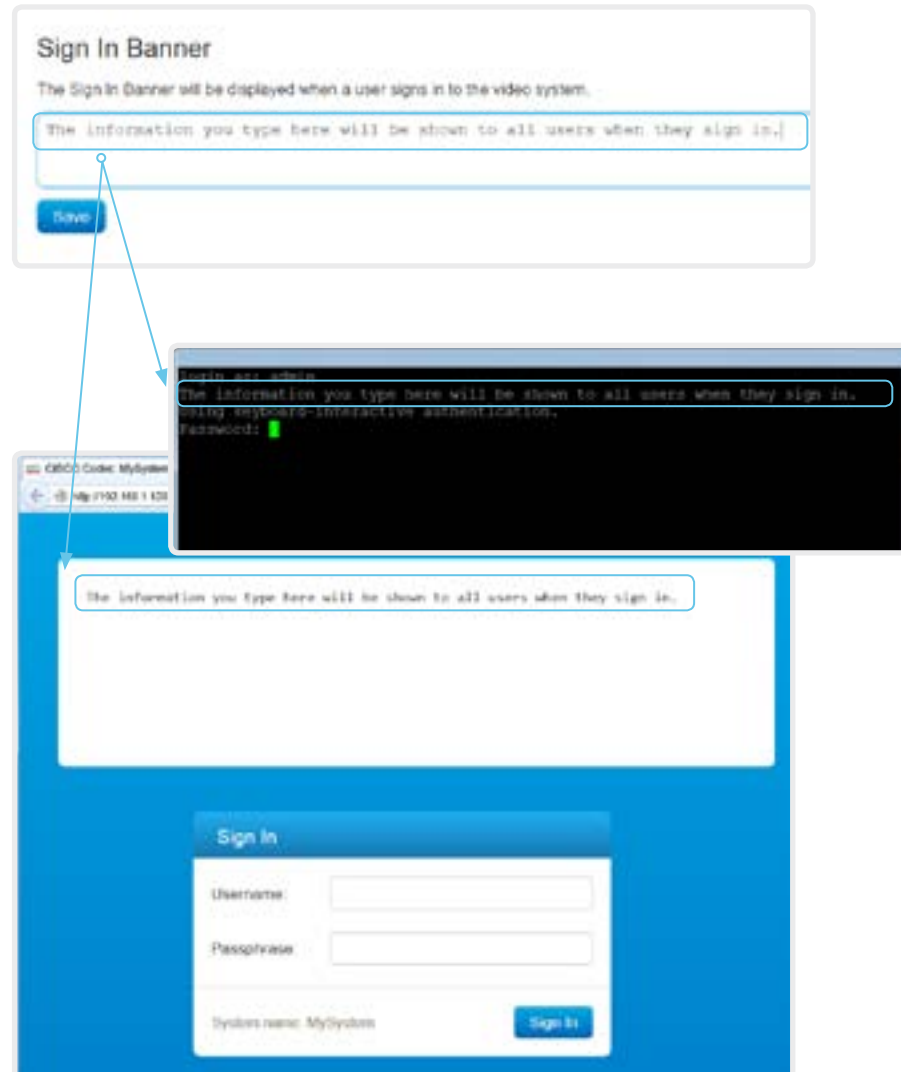 Sign In Banner
The Sign In Banner will be displayed when a user signs in to the video system.
The information you type here will be shown to all users when they sign in.
Save
login as: admin
The information you type here will be shown to all users when they sign in.
Using keyboard-interactive authentication.
Password:
CISCO Codec: MySystem
The information you type here will be shown to all users when they sign in.
Sign In
Username:
Passphrase:
System name: MySystem
Sign In